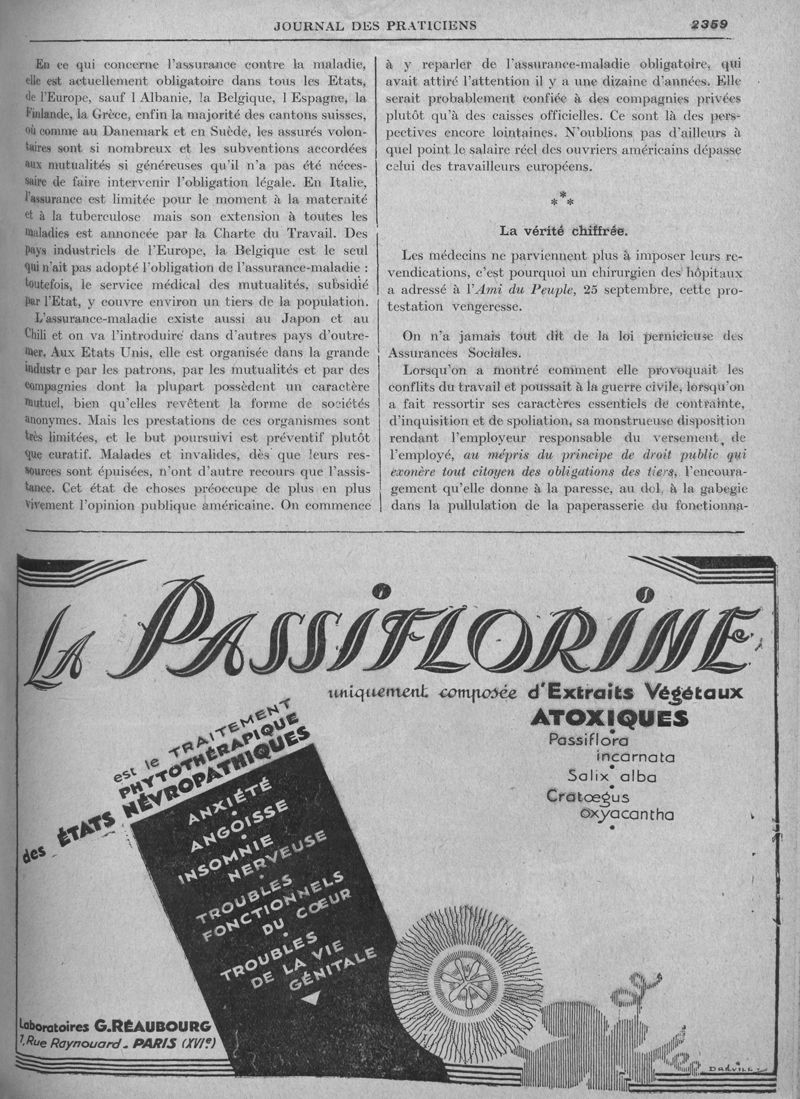 JOURNAL DES PRATICIENS
2359
En ce qui concerne l'assurance contre la maladie,
elle est actuellement obligatoire dans tous les Etats,
de l'Europe, sauf l Albanie, la Belgique, l Espagne, la
Finlande, la Grèce, enfin la majorité des cantons suisses,
où comme au Danemark et en Suède, les assurés volon-
taires sont si nombreux et les subventions accordées
aux mutualités si généreuses qu'il n'a pas été néces-
saire de faire intervenir l'obligation légale. En Italie,
l'assurance est limitée pour le moment à la maternité
et à la tuberculose mais son extension à toutes les
maladies est annoncée par la Charte du Travail. Des
pays industriels de l'Europe, la Belgique est le seul
qui n'ait pas adopté l'obligation de l'assurance-maladie :
toutefois, le service médical des mutualités, subsidié
par l'Etat, y couvre environ un tiers de la population.
L'assurance-maladie existe aussi au Japon et au
Chili et on va l'introduire dans d'autres pays d'outre-
mer. Aux Etats Unis, elle est organisée dans la grande
industr e par les patrons, par les mutualités et par des
compagnies dont la plupart possèdent un caractère
mutuel, bien qu'elles revêtent la forme de sociétés
anonymes. Mais les prestations de ces organismes sont
très limitées, et le but poursuivi est préventif plutôt
que curatif. Malades et invalides, dès que leurs res-
sources sont épuisées, n'ont d'autre recours que l'assis-
tance. Cet état de choses préoccupe de plus en plus
vivement l'opinion publique américaine. On commence
à y reparler de l'assurance-maladie obligatoire, qui
avait attiré l'attention il y a une dizaine d'années. Elle
serait probablement confiée à des compagnies privées
plutôt qu'à des caisses officielles. Ce sont là des pers-
pectives encore lointaines. N'oublions pas d'ailleurs à
quel point le salaire réel des ouvriers américains dépasse
celui des travailleurs européens.
***
La vérité chiffrée.
Les médecins ne parviennent plus à imposer leurs re-
vendications, c'est pourquoi un chirurgien des hôpitaux
a adressé à l'Ami du Peuple, 25 septembre, cette pro-
testation vengeresse.
On n'a jamais tout dit de la loi pernicieuse des
Assurances Sociales.
Lorsqu'on a montré comment elle provoquait les
conflits du travail et poussait à la guerre civile, lorsqu'on
a fait ressortir ses caractères essentiels de contrainte,
d'inquisition et de spoliation, sa monstrueuse disposition
rendant l'employeur responsable du versement de
l'employé, au mépris du principe de droit public qui
exonère tout citoyen des obligations des tiers, l'encoura-
gement qu'elle donne à la paresse, au dol, à la gabegie
dans la pullulation de la paperasserie du fonctionna-
LA PASSIFLORINE
uniquement composée d'Extraits Végétaux
ATOXIQUES
Passiflora
incarnata
Salix alba
Cratœgus
oxyacantha
est le TRAITEMENT
PHYTOTHÉRAPIQUE
des ÉTATS NÉVROPATHIQUES
ANXIÉTÉ
ANGOISSE
INSOMNIE
NERVEUSE
TROUBLES
FONCTIONNELS
DU CŒUR
TROUBLES
DE LA VIE
GÉNITALE
Laboratoires G.RÉAUBOURG
1, Rue Raynouard - PARIS (XVIe)